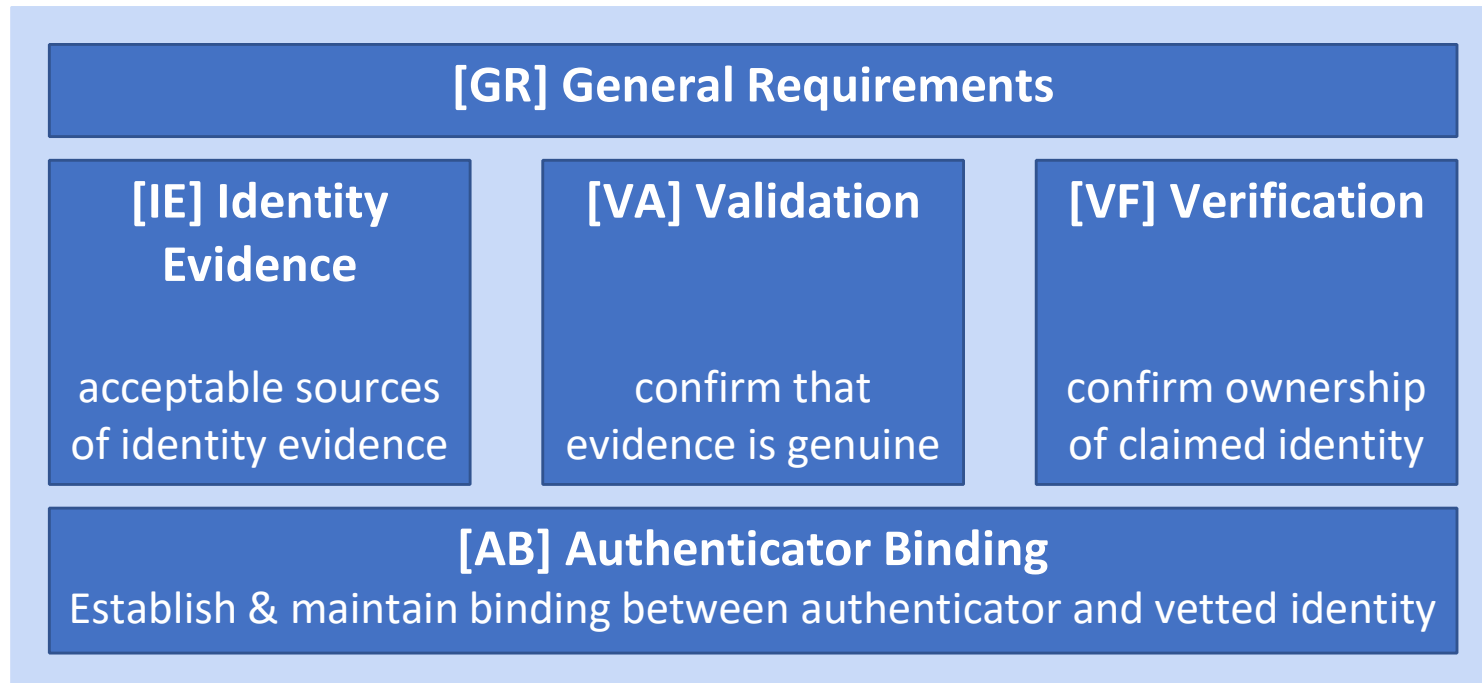 [GR] General Requirements
[IE] Identity
Evidence
acceptable sources
of identity evidence
[VA] Validation
confirm that
evidence is genuine
[VF] Verification
confirm ownership
of claimed identity
[AB] Authenticator Binding
Establish & maintain binding between authenticator and vetted identity